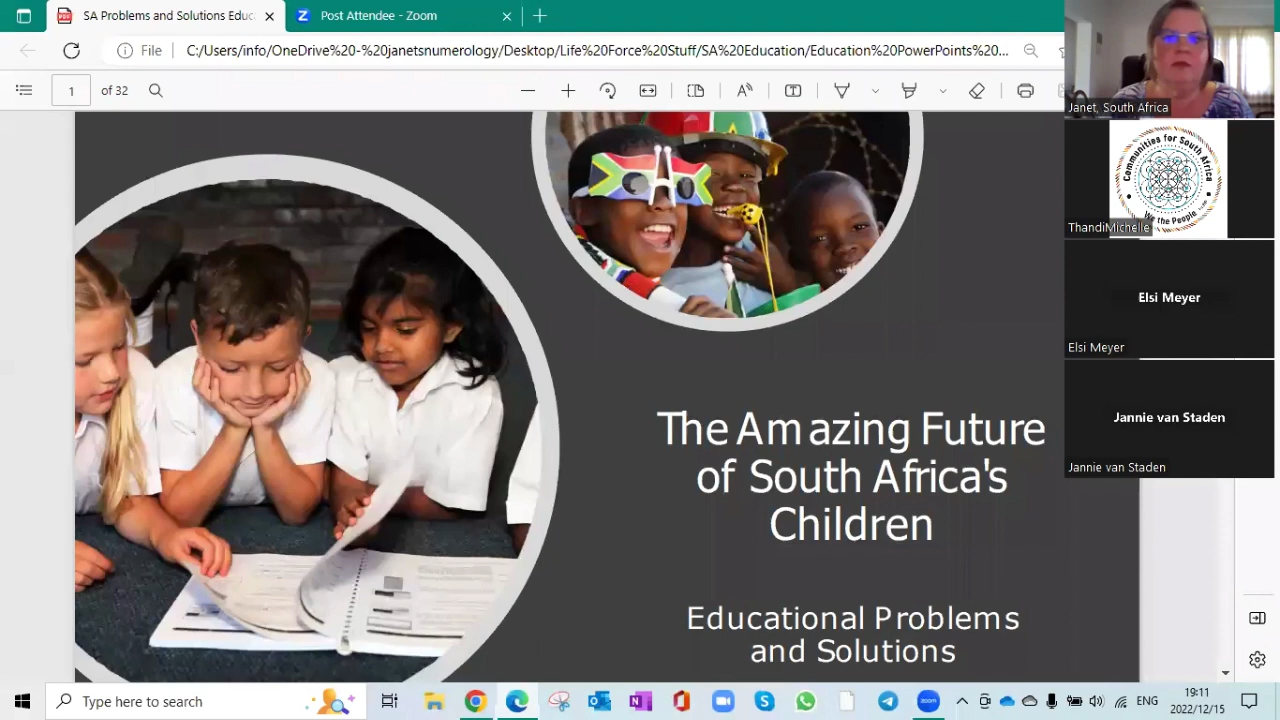 SA Problems and Solutions Educ
Post Attendee - Zoom
File
C:/Users/info/OneDrive%20-%20janetsnumerology/Desktop/Life%20Force%20Stuff/SA%20Education/Education%20PowerPoints%20...
1
of 32
The Amazing Future
of South Africa's
Children
Educational Problems
and Solutions
Janet, South Africa
Communities for South Africa
We the People
ThandiMichelle
Elsi Meyer
Elsi Meyer
Jannie van Staden
Jannie van Staden
Type here to search
zoom
ENG
19:11
2022/12/15